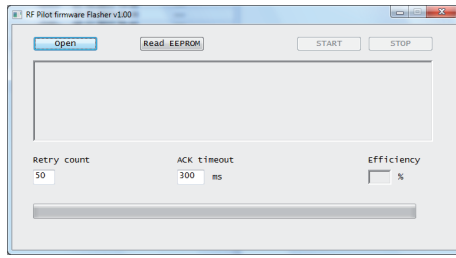 RF Pilot firmware Flasher v1.00
Open Read EEPROM START STOP
Retry count ACK timeout Efficiency
50 300 ms %